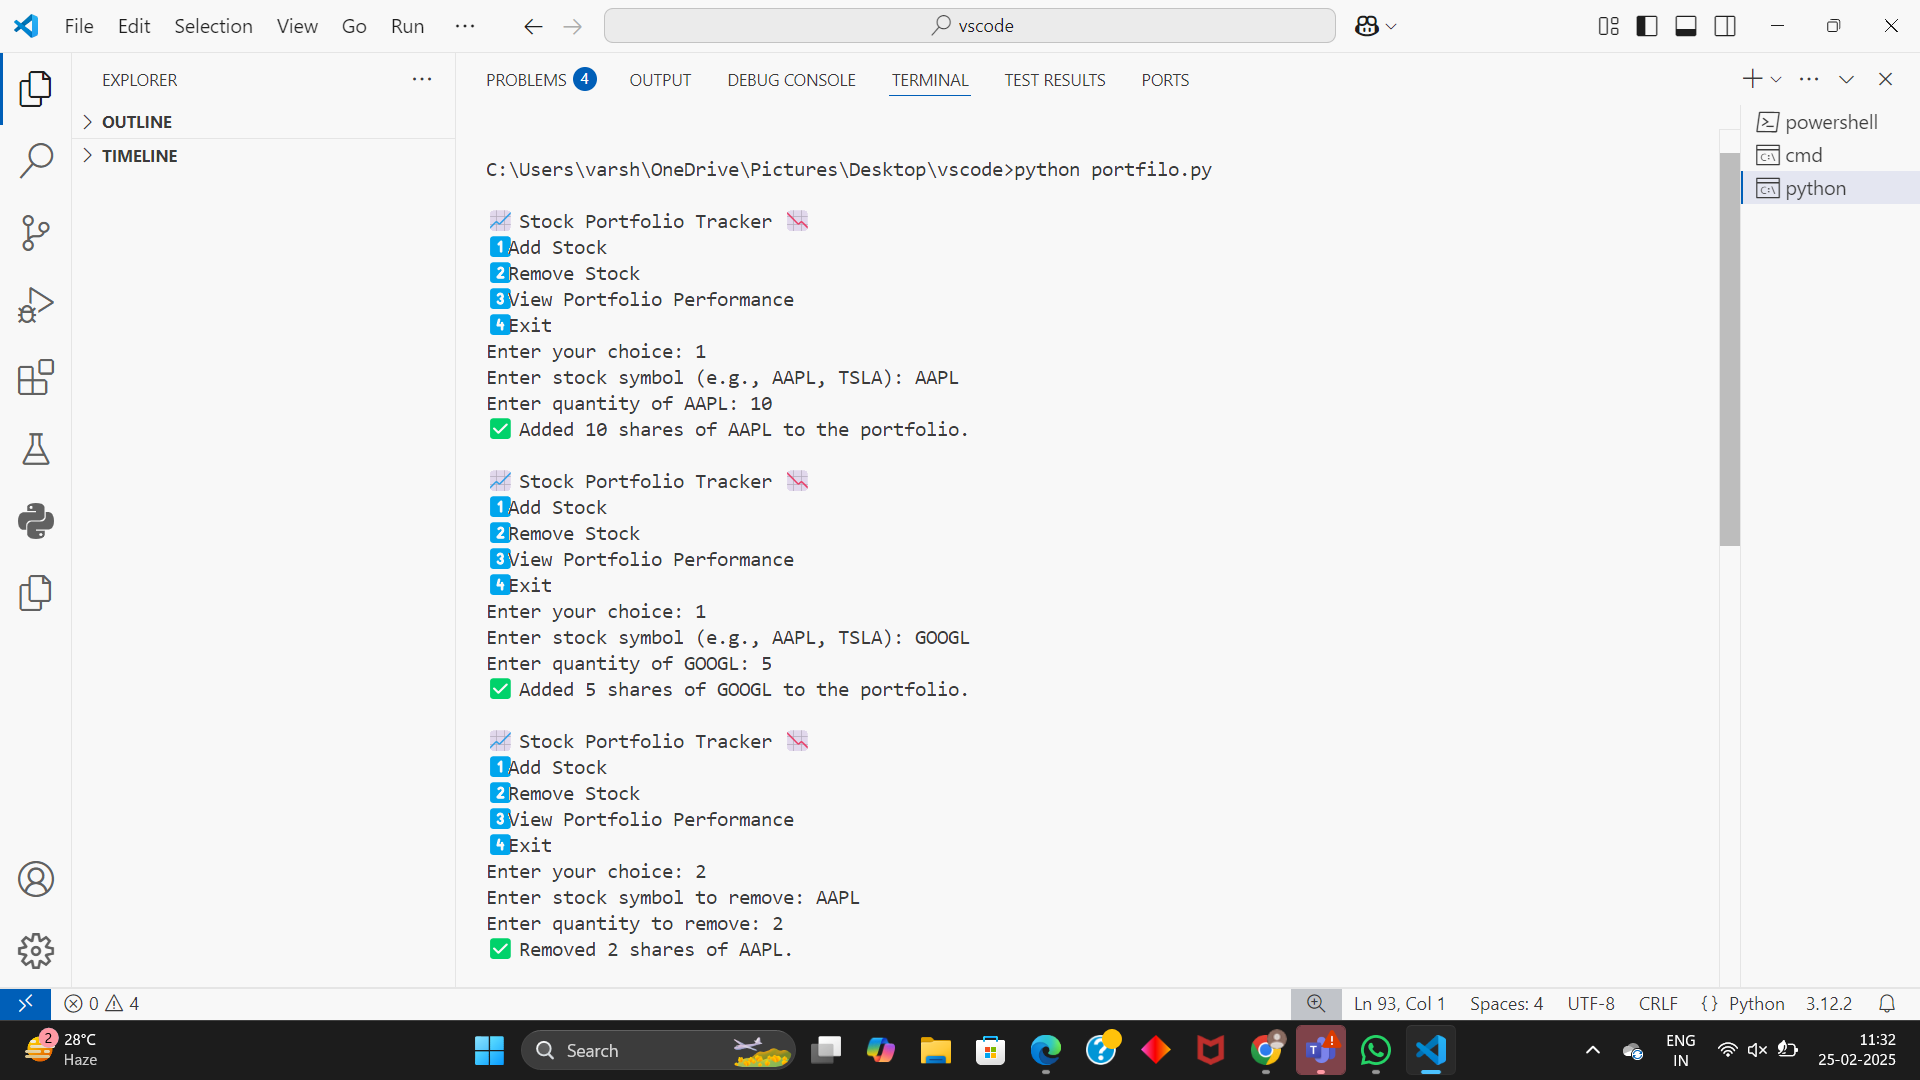 File Edit Selection View Go Run ...
vscode
EXPLORER ...
OUTLINE
TIMELINE
PROBLEMS 4 OUTPUT DEBUG CONSOLE TERMINAL TEST RESULTS PORTS
powershell
cmd
python
C:\Users\varsh\OneDrive\Pictures\Desktop\vscode>python portfilo.py
📈 Stock Portfolio Tracker 📉
1️⃣Add Stock
2️⃣Remove Stock
3️⃣View Portfolio Performance
4️⃣Exit
Enter your choice: 1
Enter stock symbol (e.g., AAPL, TSLA): AAPL
Enter quantity of AAPL: 10
✅ Added 10 shares of AAPL to the portfolio.
📈 Stock Portfolio Tracker 📉
1️⃣Add Stock
2️⃣Remove Stock
3️⃣View Portfolio Performance
4️⃣Exit
Enter your choice: 1
Enter stock symbol (e.g., AAPL, TSLA): GOOGL
Enter quantity of GOOGL: 5
✅ Added 5 shares of GOOGL to the portfolio.
📈 Stock Portfolio Tracker 📉
1️⃣Add Stock
2️⃣Remove Stock
3️⃣View Portfolio Performance
4️⃣Exit
Enter your choice: 2
Enter stock symbol to remove: AAPL
Enter quantity to remove: 2
✅ Removed 2 shares of AAPL.
0 4 Ln 93, Col 1 Spaces: 4 UTF-8 CRLF {} Python 3.12.2
2 28°C
Haze
Search
ENG
IN
11:32
25-02-2025